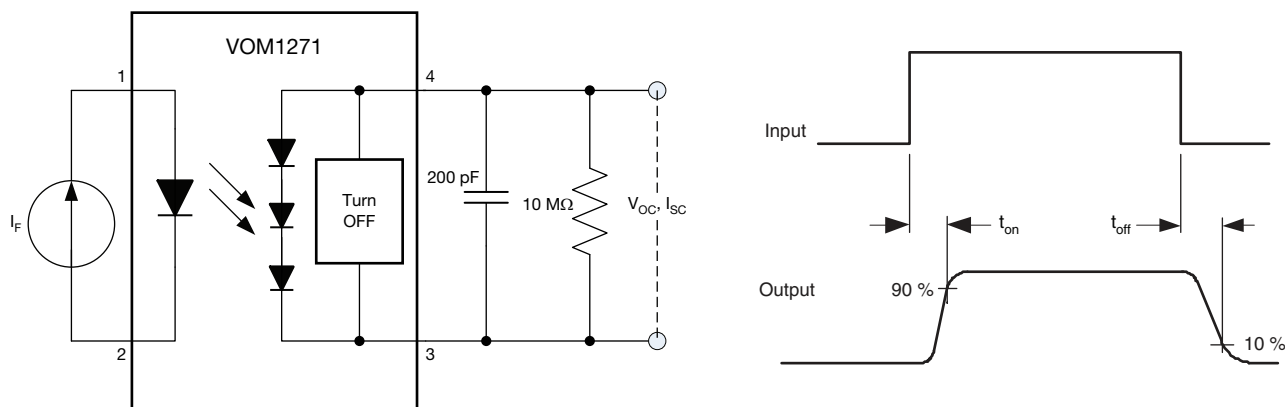 VOM1271
1
4
Input
200 pF
Turn
OFF
10 MΩ
V_OC, I_SC
I_F
t_on
t_off
Output
90 %
10 %
2
3